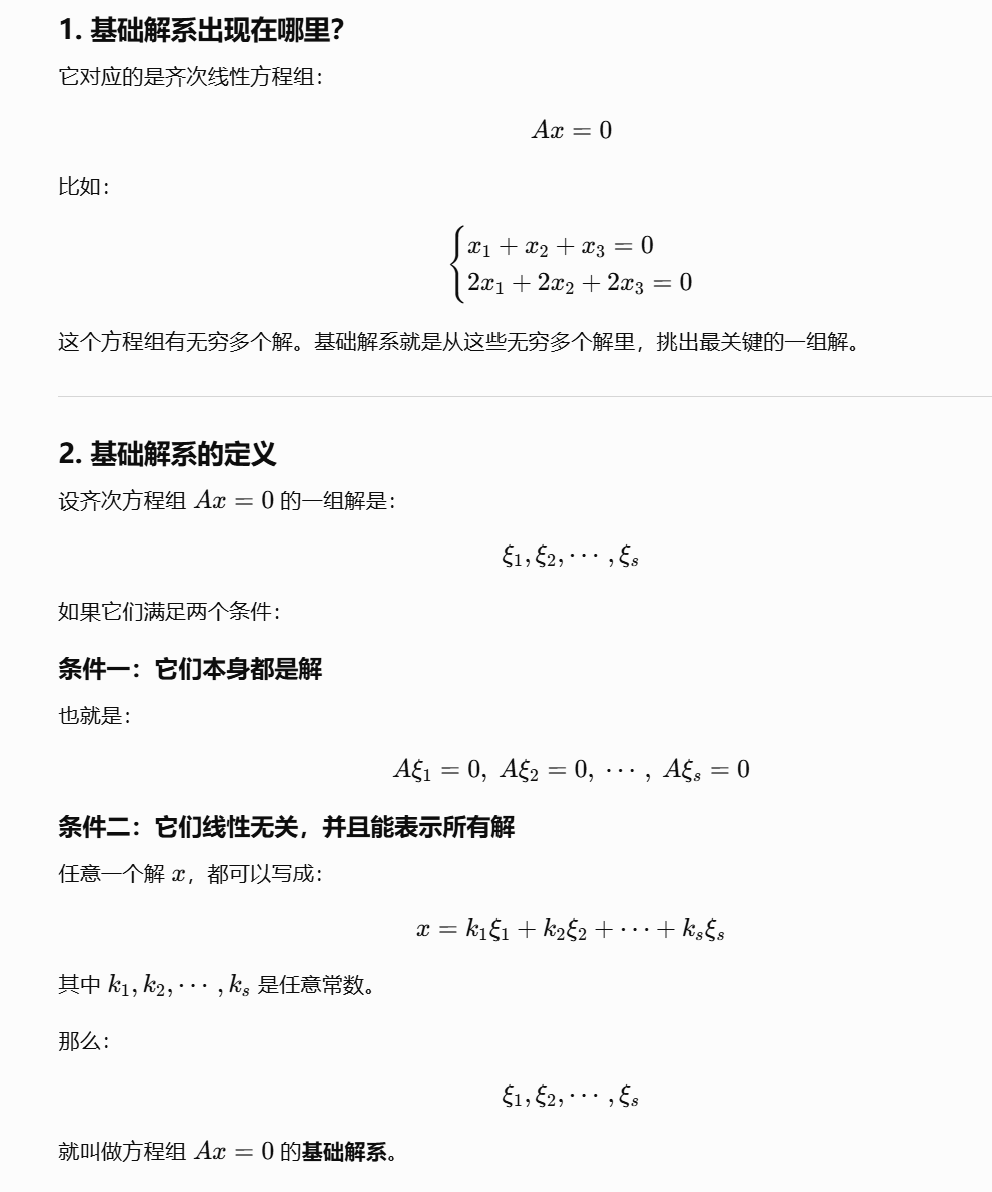 1. 基础解系出现在哪里？
它对应的是齐次线性方程组：
Ax = 0
比如：
x₁ + x₂ + x₃ = 0
2x₁ + 2x₂ + 2x₃ = 0
这个方程组有无穷多个解。基础解系就是从这些无穷多个解里，挑出最关键的一组解。
2. 基础解系的定义
设齐次方程组 Ax = 0 的一组解是：
ξ₁, ξ₂, ⋯ , ξₛ
如果它们满足两个条件：
条件一：它们本身都是解
也就是：
Aξ₁ = 0, Aξ₂ = 0, ⋯ , Aξₛ = 0
条件二：它们线性无关，并且能表示所有解
任意一个解 x，都可以写成：
x = k₁ξ₁ + k₂ξ₂ + ⋯ + kₛξₛ
其中 k₁, k₂, ⋯ , kₛ 是任意常数。
那么：
ξ₁, ξ₂, ⋯ , ξₛ
就叫做方程组 Ax = 0 的基础解系。